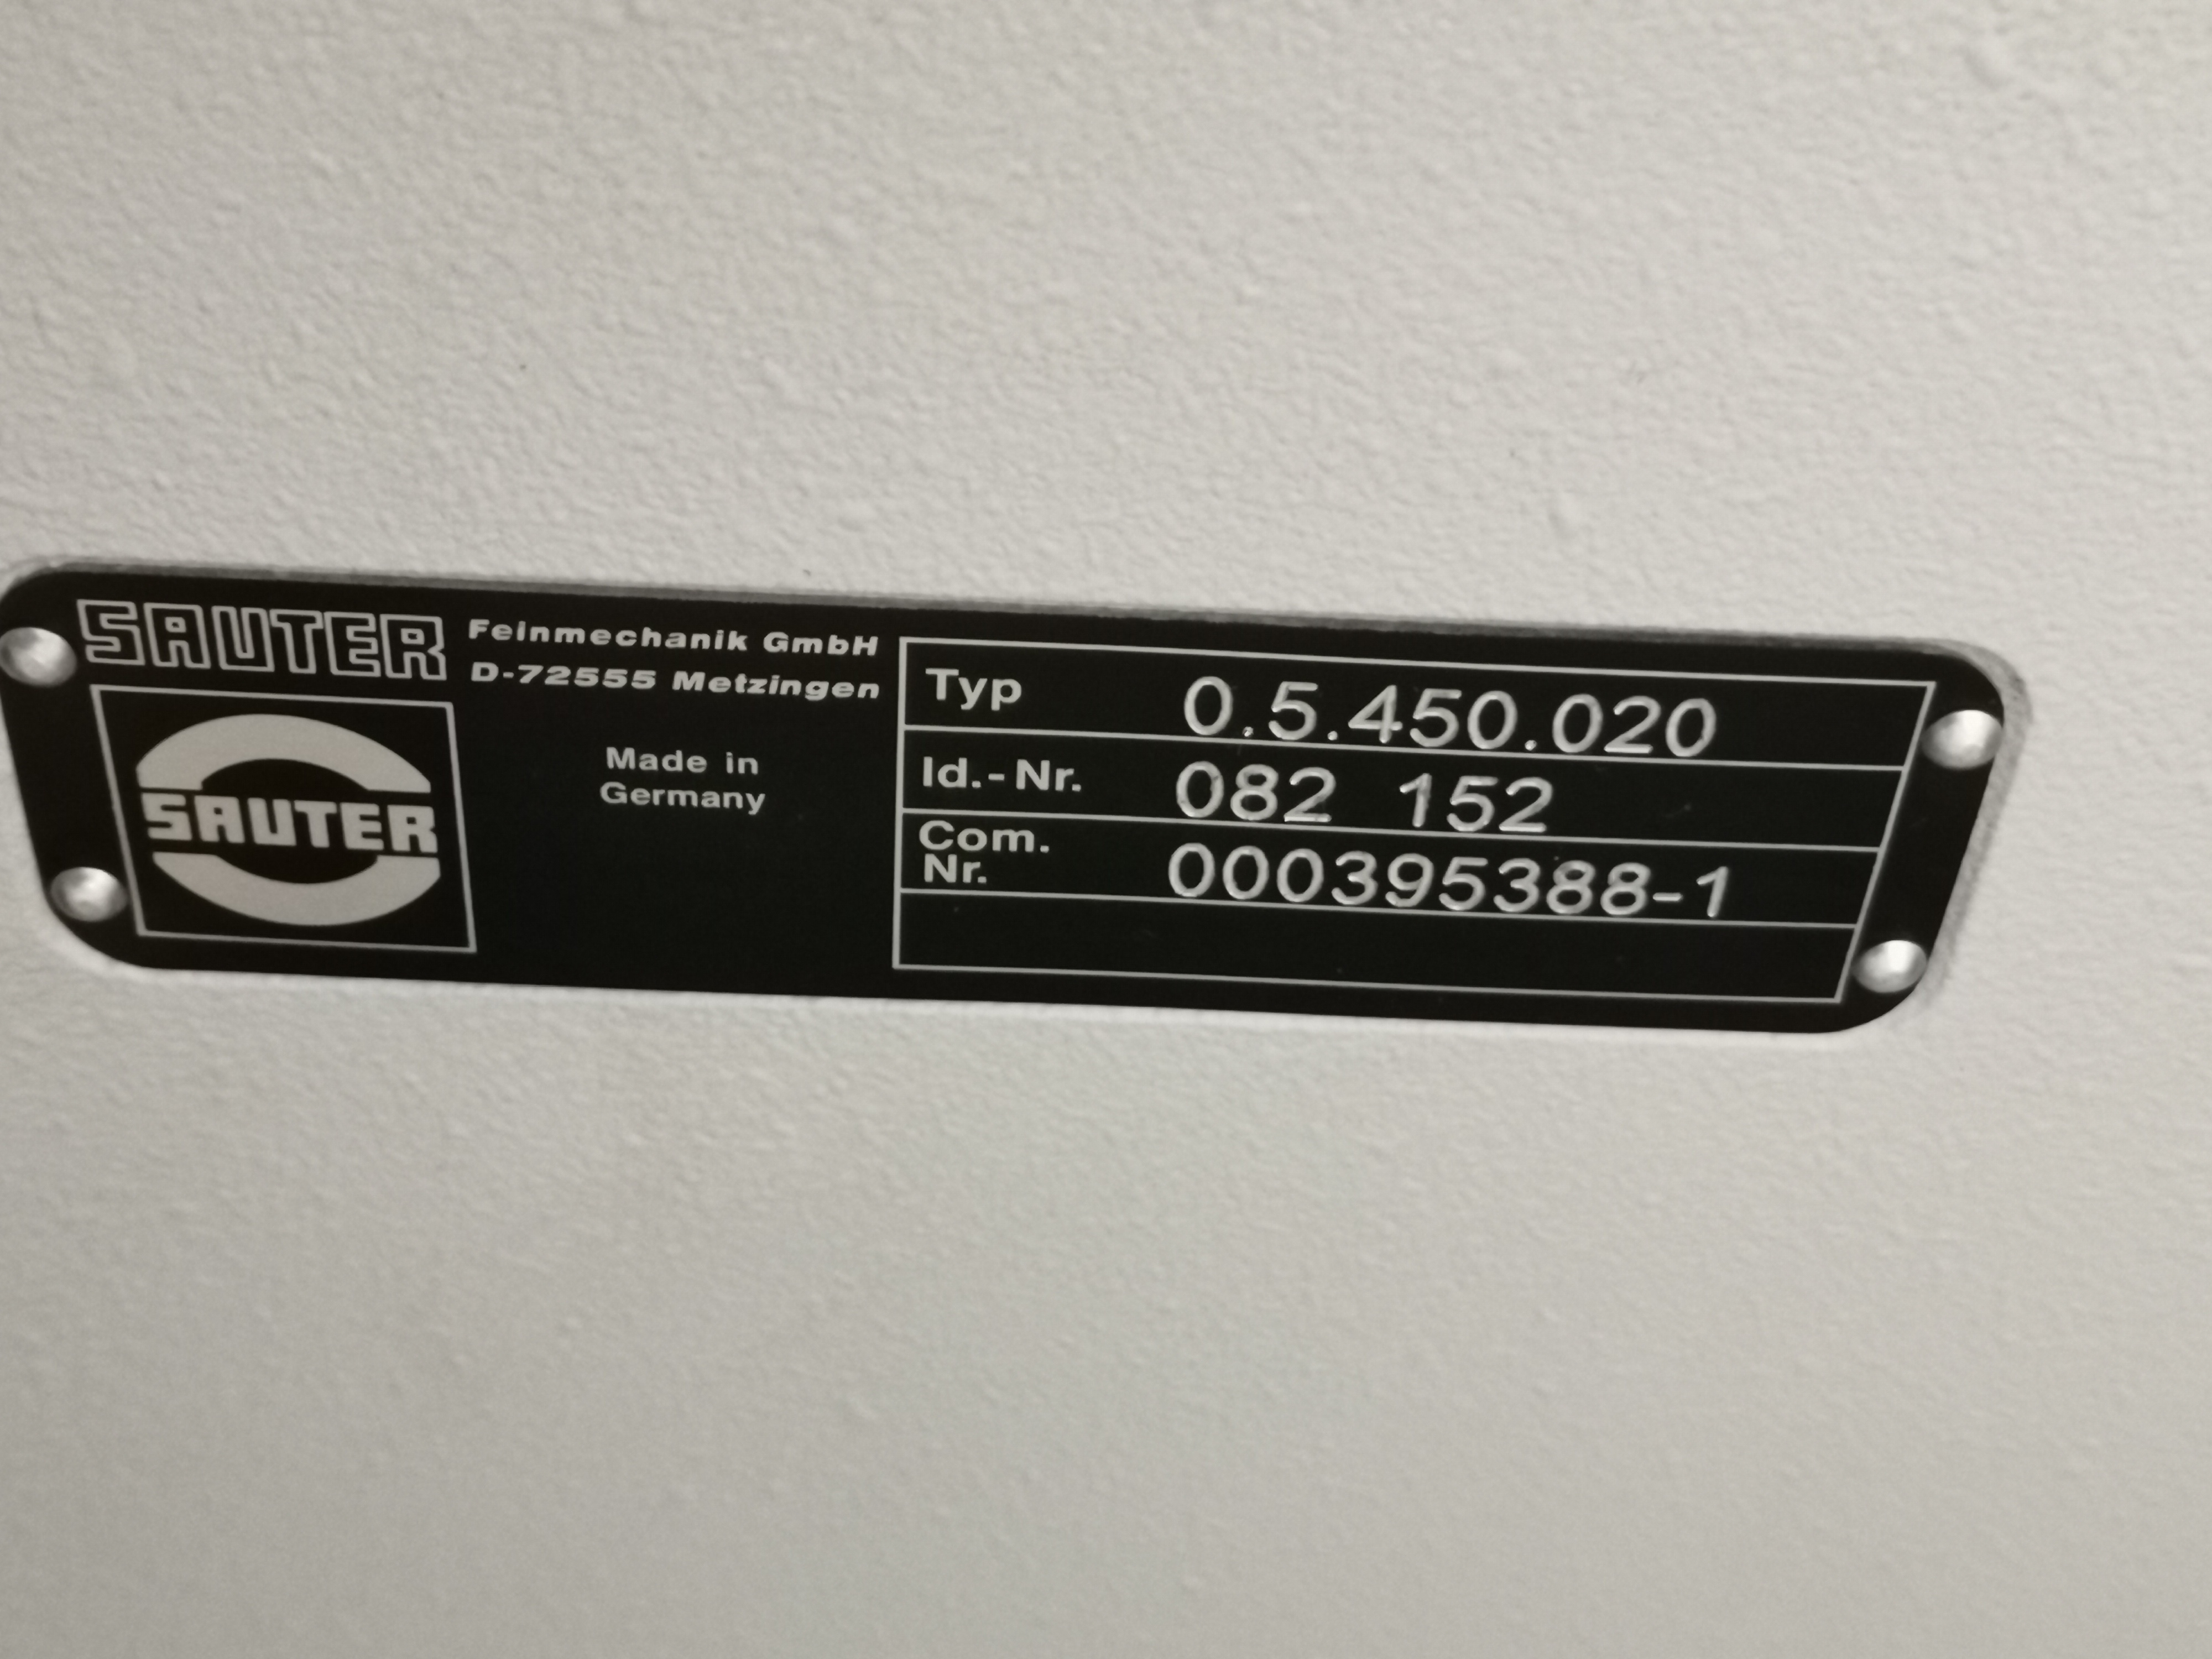 SAUTER Feinmechanik GmbH
D-72555 Metzingen
SAUTER
Made in
Germany
Typ 0.5.450.020
Id.-Nr. 082 152
Com.
Nr. 000395388-1